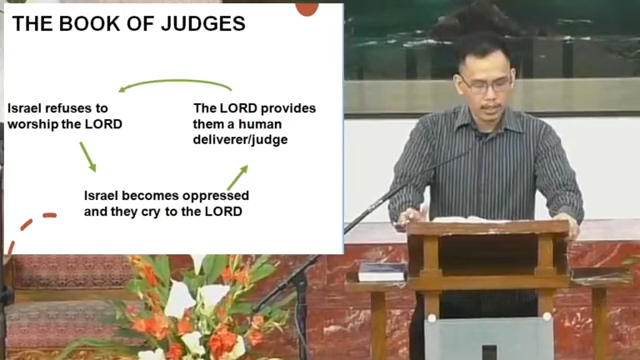 THE BOOK OF JUDGES
Israel refuses to
worship the LORD
The LORD provides
them a human
deliverer/judge
Israel becomes oppressed
and they cry to the LORD